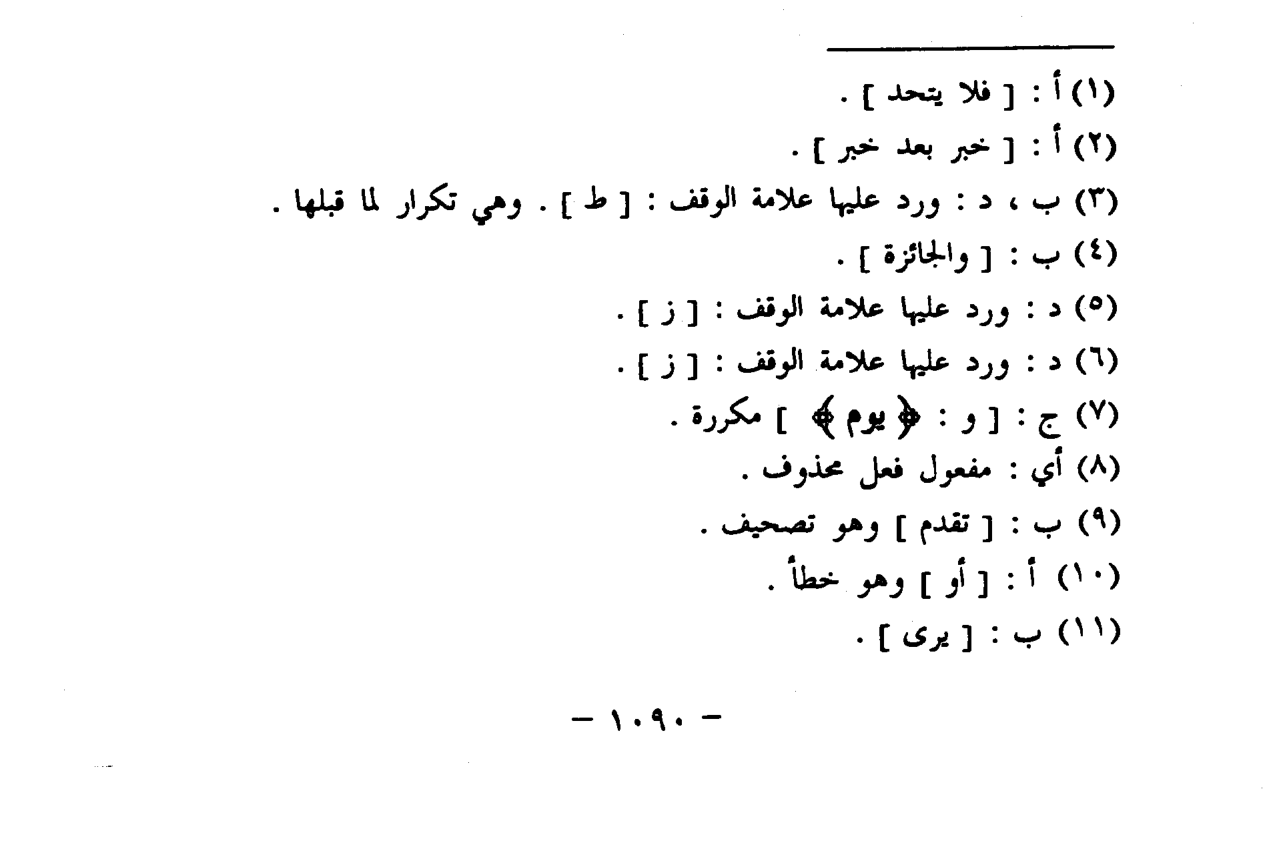 (١) أ : [ فلا يتحد ] .
(٢) أ : [ خبر بعد خبر ] .
(٣) ب ، د : ورد عليها علامة الوقف : [ ط ] . وهي تكرار لما قبلها .
(٤) ب : [ والجائزة ] .
(٥) د : ورد عليها علامة الوقف : [ ز ] .
(٦) د : ورد عليها علامة الوقف : [ ز ] .
(٧) ج : [ و : ﴿ يوم ﴾ ] مكررة .
(٨) أي : مفعول فعل محذوف .
(٩) ب : [ تقدم ] وهو تصحيف .
(١٠) أ : [ أو ] وهو خطأ .
(١١) ب : [ يرى ] .
– ١٠٩٠ –